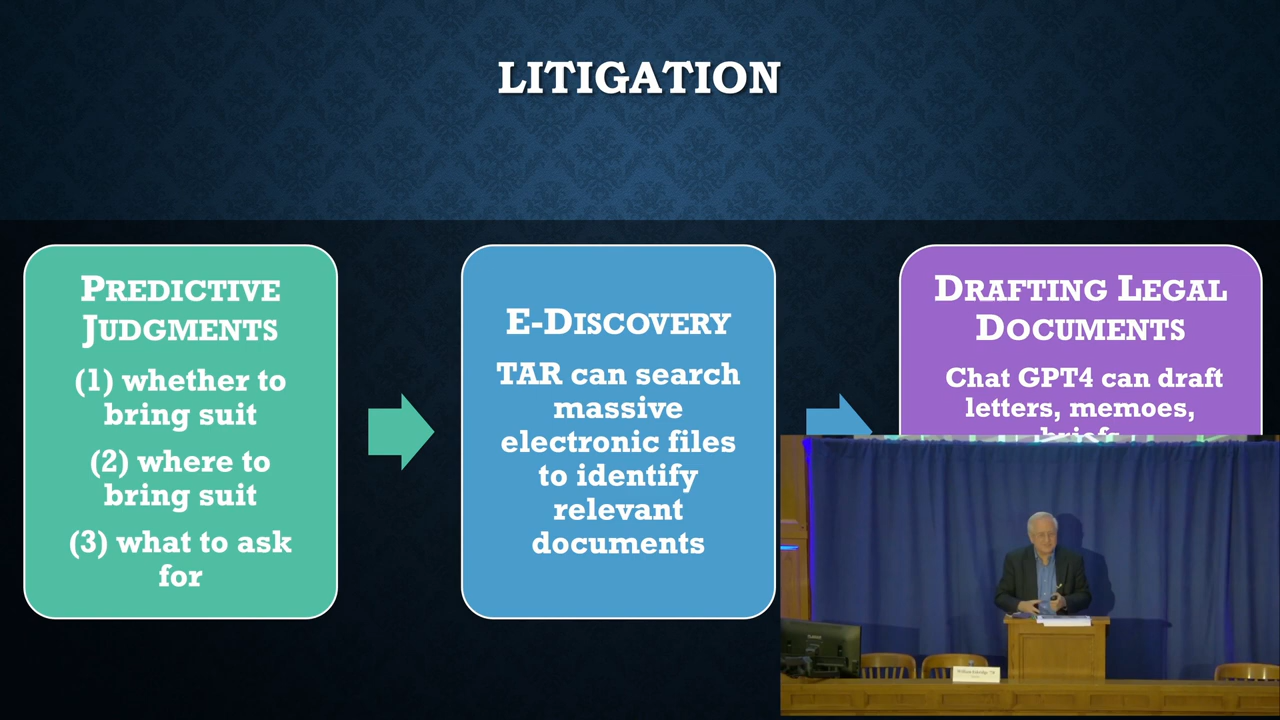 LITIGATION
PREDICTIVE
JUDGMENTS
(1) whether to
bring suit
(2) where to
bring suit
(3) what to ask
for
E-DISCOVERY
TAR can search
massive
electronic files
to identify
relevant
documents
DRAFTING LEGAL
DOCUMENTS
Chat GPT4 can draft
letters, memoes,
briefs